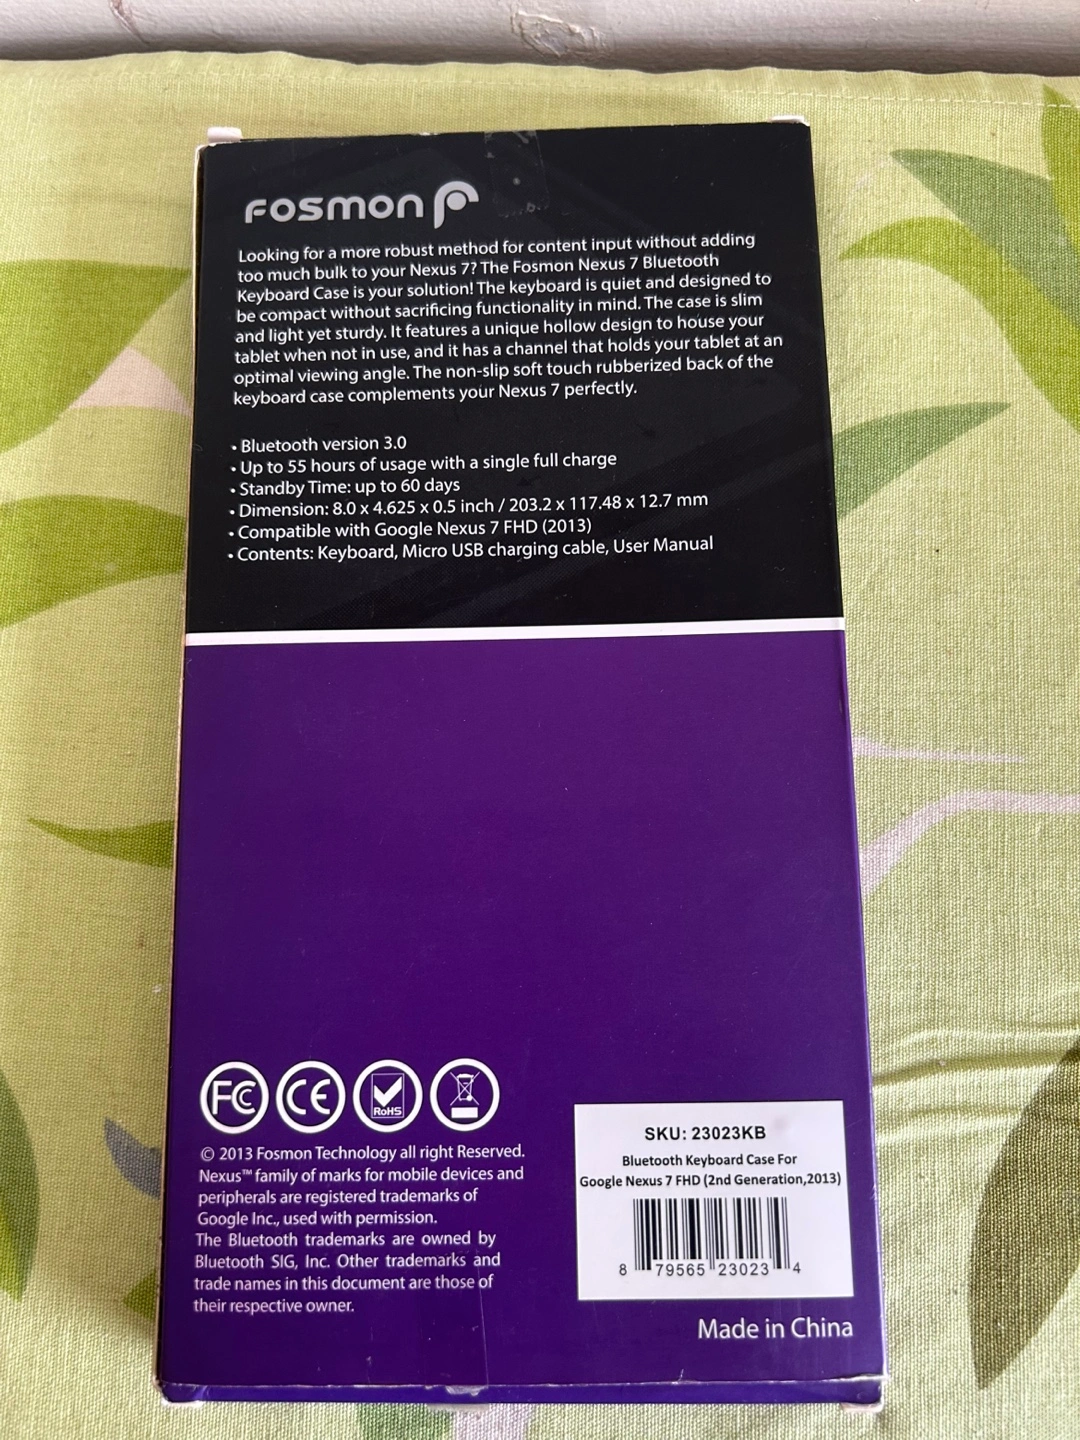 FOSMON
Looking for a more robust method for content input without adding
too much bulk to your Nexus 7? The Fosmon Nexus 7 Bluetooth
Keyboard Case is your solution! The keyboard is quiet and designed to
be compact without sacrificing functionality in mind. The case is slim
and light yet sturdy. It features a unique hollow design to house your
tablet when not in use, and it has a channel that holds your tablet at an
optimal viewing angle. The non-slip soft touch rubberized back of the
keyboard case complements your Nexus 7 perfectly.
• Bluetooth version 3.0
• Up to 55 hours of usage with a single full charge
• Standby Time: up to 60 days
• Dimension: 8.0 x 4.625 x 0.5 inch / 203.2 x 117.48 x 12.7 mm
• Compatible with Google Nexus 7 FHD (2013)
• Contents: Keyboard, Micro USB charging cable, User Manual
FC CE RoHS
© 2013 Fosmon Technology all right Reserved.
Nexus™ family of marks for mobile devices and
peripherals are registered trademarks of
Google Inc., used with permission.
The Bluetooth trademarks are owned by
Bluetooth SIG, Inc. Other trademarks and
trade names in this document are those of
their respective owner.
SKU: 23023KB
Bluetooth Keyboard Case For
Google Nexus 7 FHD (2nd Generation,2013)
8 79565 23023 4
Made in China